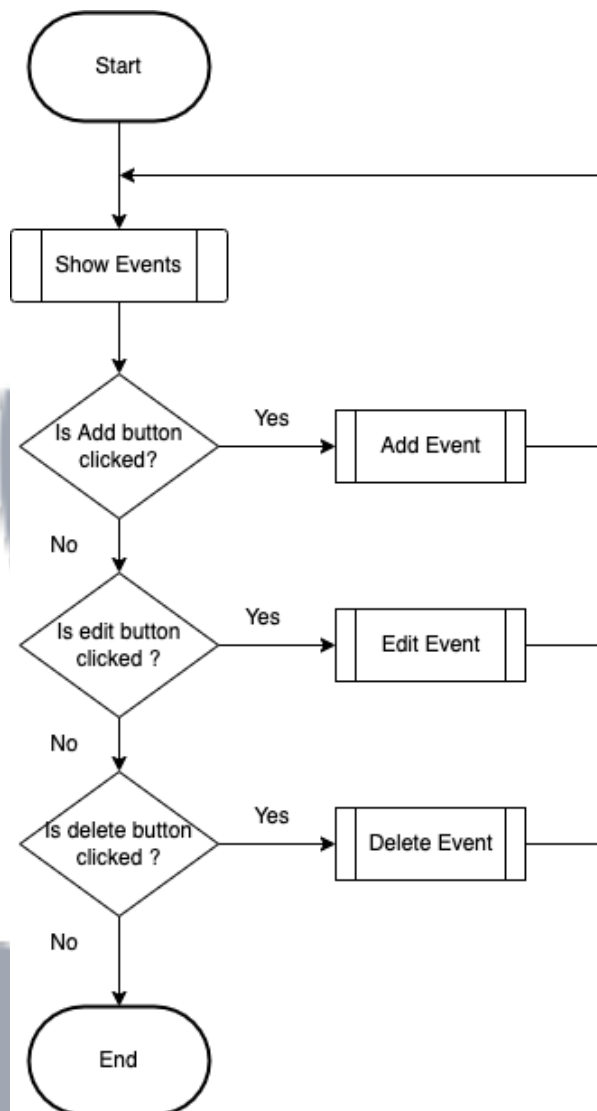 Start
Show Events
Is Add button
clicked?
Yes
Add Event
No
Is edit button
clicked ?
Yes
Edit Event
No
Is delete button
clicked ?
Yes
Delete Event
No
End